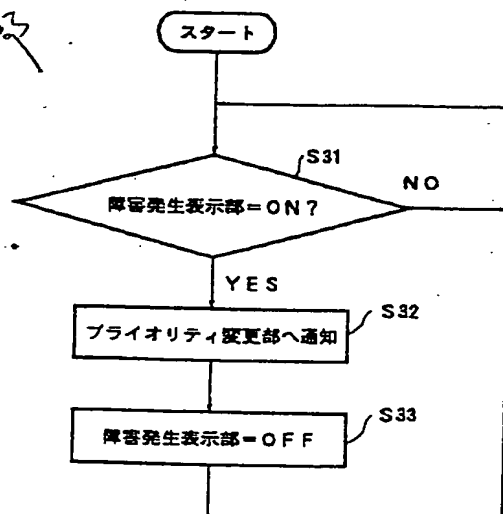 スタート
S31
障害発生表示部=ON?
NO
YES
S32
プライオリティ変更部へ通知
S33
障害発生表示部=OFF